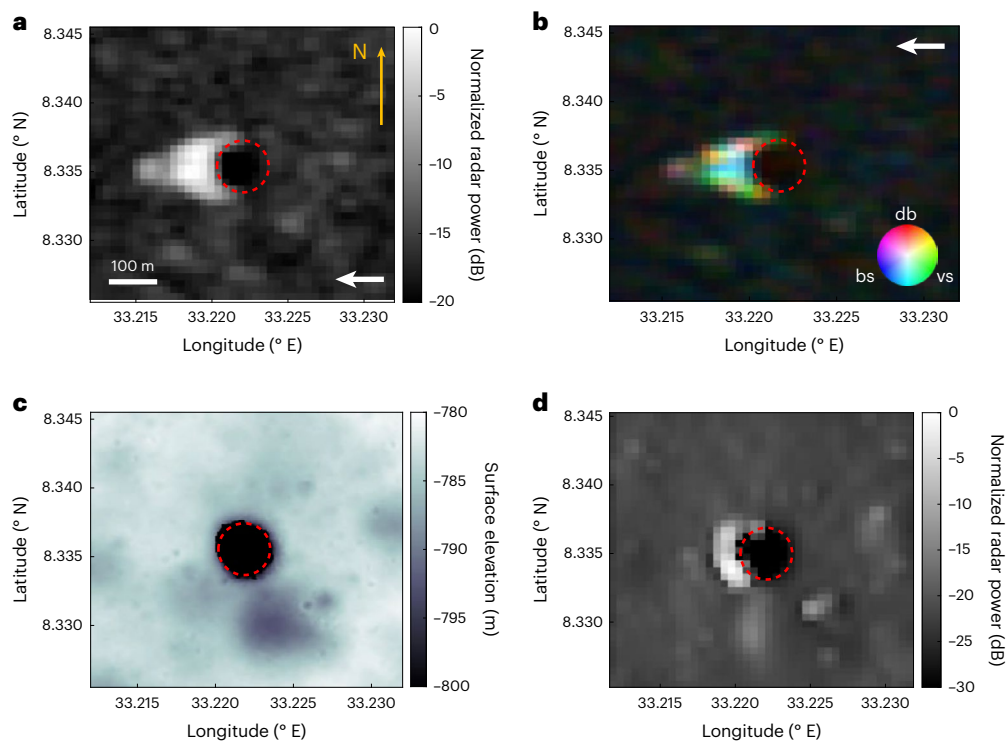 a
8.345
8.340
8.335
8.330
Latitude (° N)
N
100 m
33.215 33.220 33.225 33.230
Longitude (° E)
0
−5
−10
−15
−20
Normalized radar power (dB)
b
8.345
8.340
8.335
8.330
Latitude (° N)
db
bs vs
33.215 33.220 33.225 33.230
Longitude (° E)
c
8.345
8.340
8.335
8.330
Latitude (° N)
33.215 33.220 33.225 33.230
Longitude (° E)
−780
−785
−790
−795
−800
Surface elevation (m)
d
8.345
8.340
8.335
8.330
Latitude (° N)
33.215 33.220 33.225 33.230
Longitude (° E)
0
−5
−10
−15
−20
−25
−30
Normalized radar power (dB)